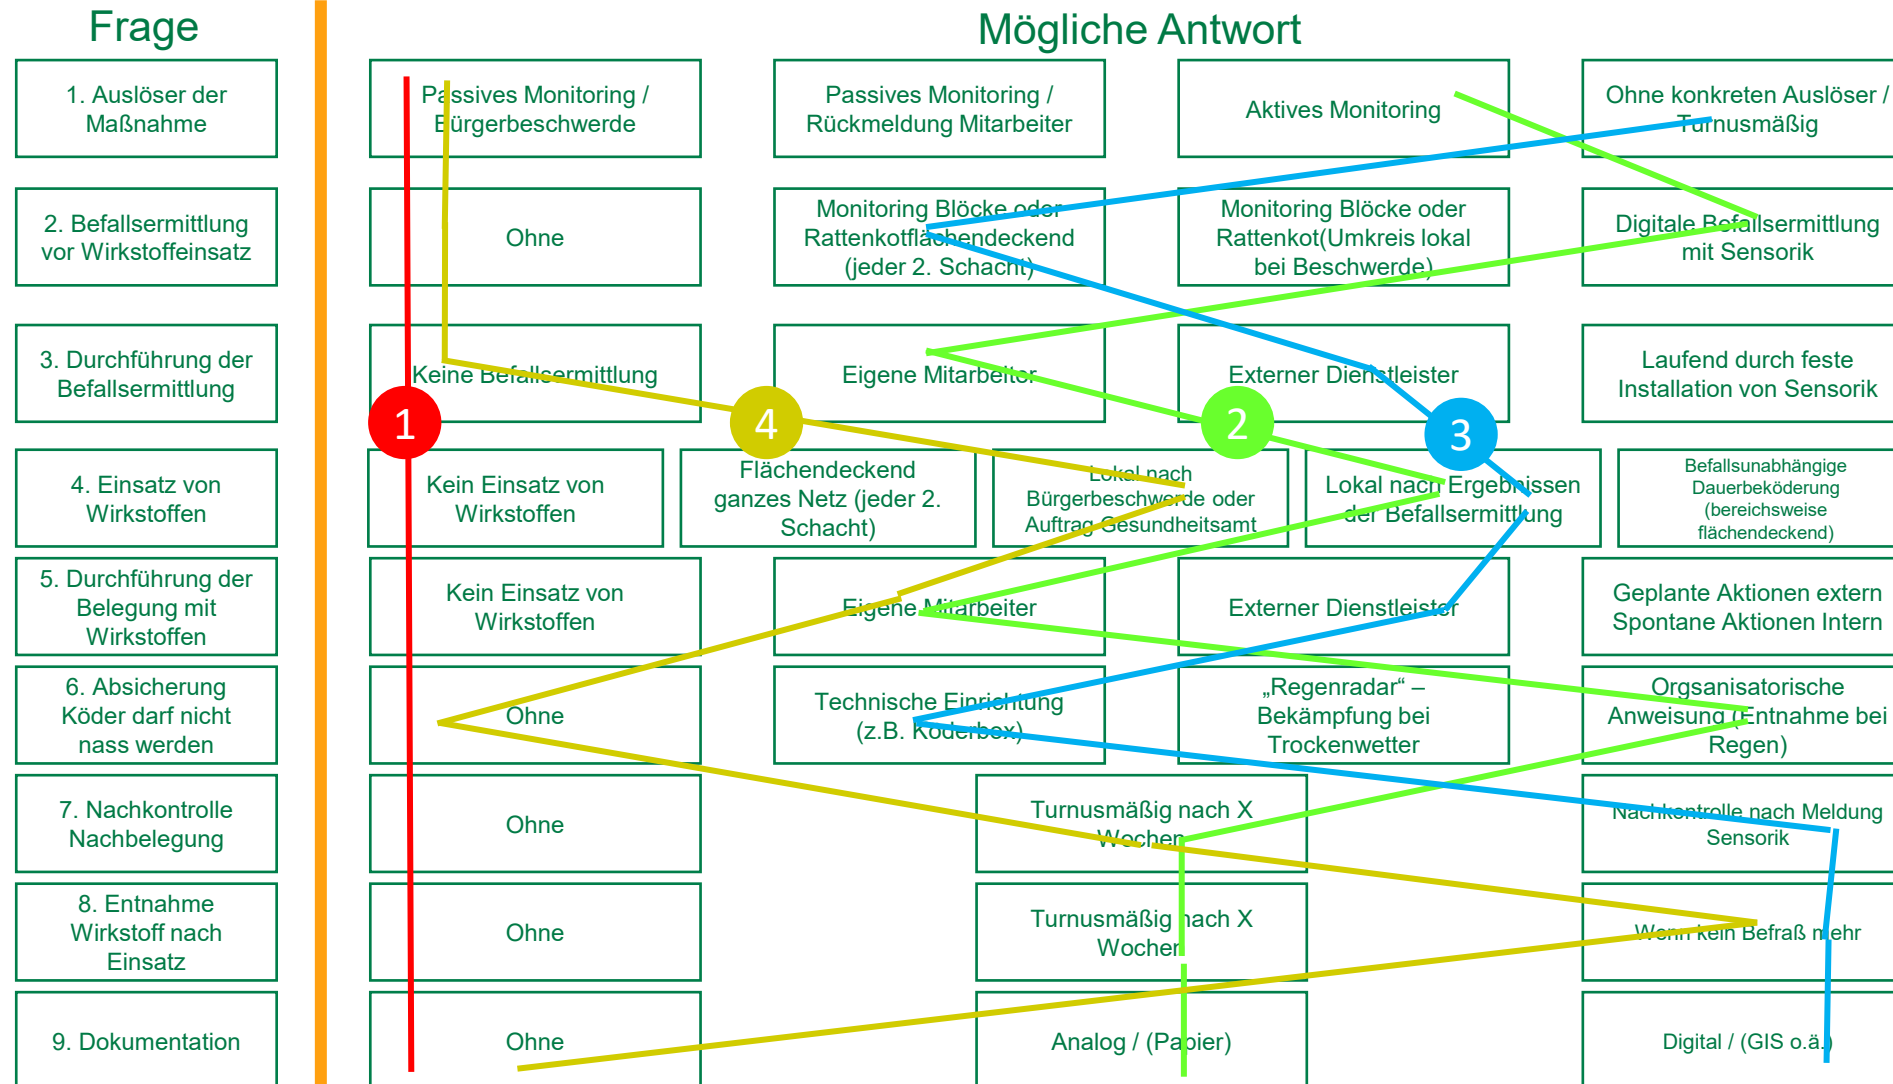 Frage
Mögliche Antwort
1. Auslöser der
Maßnahme
Passives Monitoring /
Bürgerbeschwerde
Passives Monitoring /
Rückmeldung Mitarbeiter
Aktives Monitoring
Ohne konkreten Auslöser /
Turnusmäßig
2. Befallsermittlung
vor Wirkstoffeinsatz
Ohne
Monitoring Blöcke oder
Rattenkotflächendeckend
(jeder 2. Schacht)
Monitoring Blöcke oder
Rattenkot(Umkreis lokal
bei Beschwerde)
Digitale Befallsermittlung
mit Sensorik
3. Durchführung der
Befallsermittlung
Keine Befallsermittlung
Eigene Mitarbeiter
Externer Dienstleister
Laufend durch feste
Installation von Sensorik
1
4
2
3
4. Einsatz von
Wirkstoffen
Kein Einsatz von
Wirkstoffen
Flächendeckend
ganzes Netz (jeder 2.
Schacht)
Lokal nach
Bürgerbeschwerde oder
Auftrag Gesundheitsamt
Lokal nach Ergebnissen
der Befallsermittlung
Befallsunabhängige
Dauerbeköderung
(bereichsweise
flächendeckend)
5. Durchführung der
Belegung mit
Wirkstoffen
Kein Einsatz von
Wirkstoffen
Eigene Mitarbeiter
Externer Dienstleister
Geplante Aktionen extern
Spontane Aktionen Intern
6. Absicherung
Köder darf nicht
nass werden
Ohne
Technische Einrichtung
(z.B. Köderbox)
„Regenradar“ –
Bekämpfung bei
Trockenwetter
Orgsanisatorische
Anweisung (Entnahme bei
Regen)
7. Nachkontrolle
Nachbelegung
Ohne
Turnusmäßig nach X
Wochen
Nachkontrolle nach Meldung
Sensorik
8. Entnahme
Wirkstoff nach
Einsatz
Ohne
Turnusmäßig nach X
Wochen
Wenn kein Befraß mehr
9. Dokumentation
Ohne
Analog / (Papier)
Digital / (GIS o.ä.)